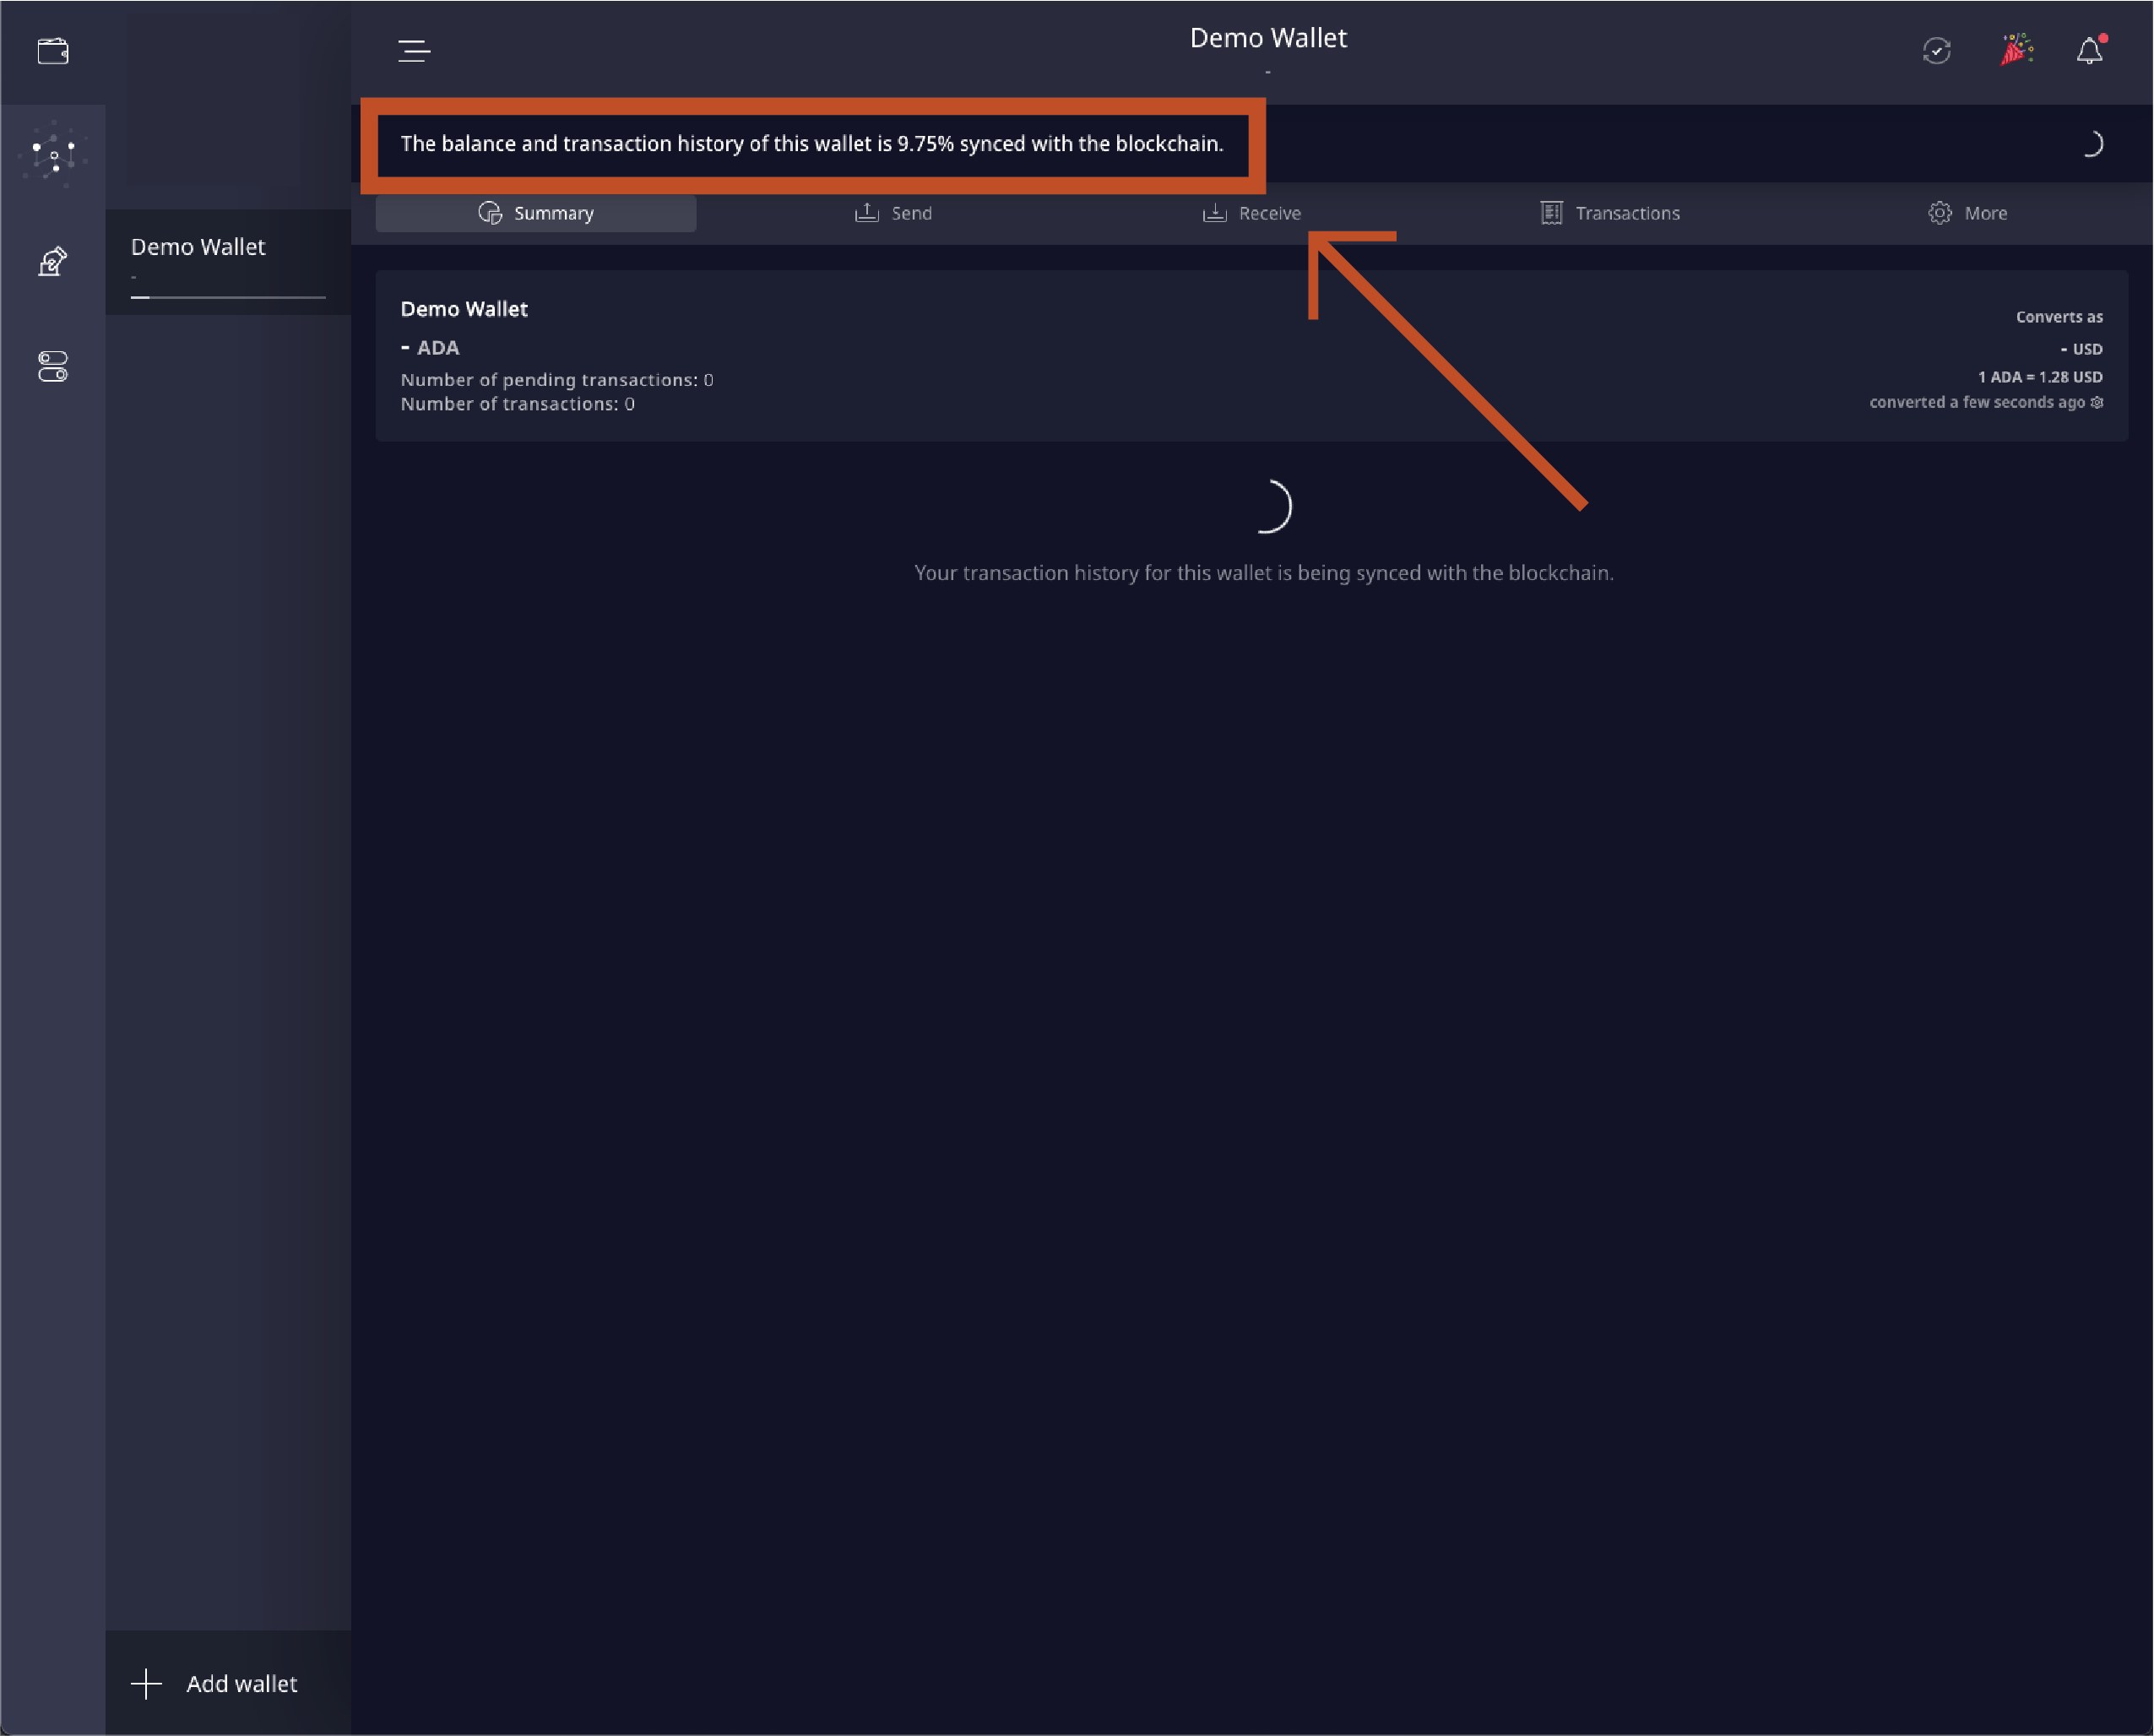 Demo Wallet
-
The balance and transaction history of this wallet is 9.75% synced with the blockchain.
Summary
Send
Receive
Transactions
More
Demo Wallet
-
Demo Wallet
- ADA
Number of pending transactions: 0
Number of transactions: 0
Converts as
- USD
1 ADA = 1.28 USD
converted a few seconds ago
Your transaction history for this wallet is being synced with the blockchain.
Add wallet